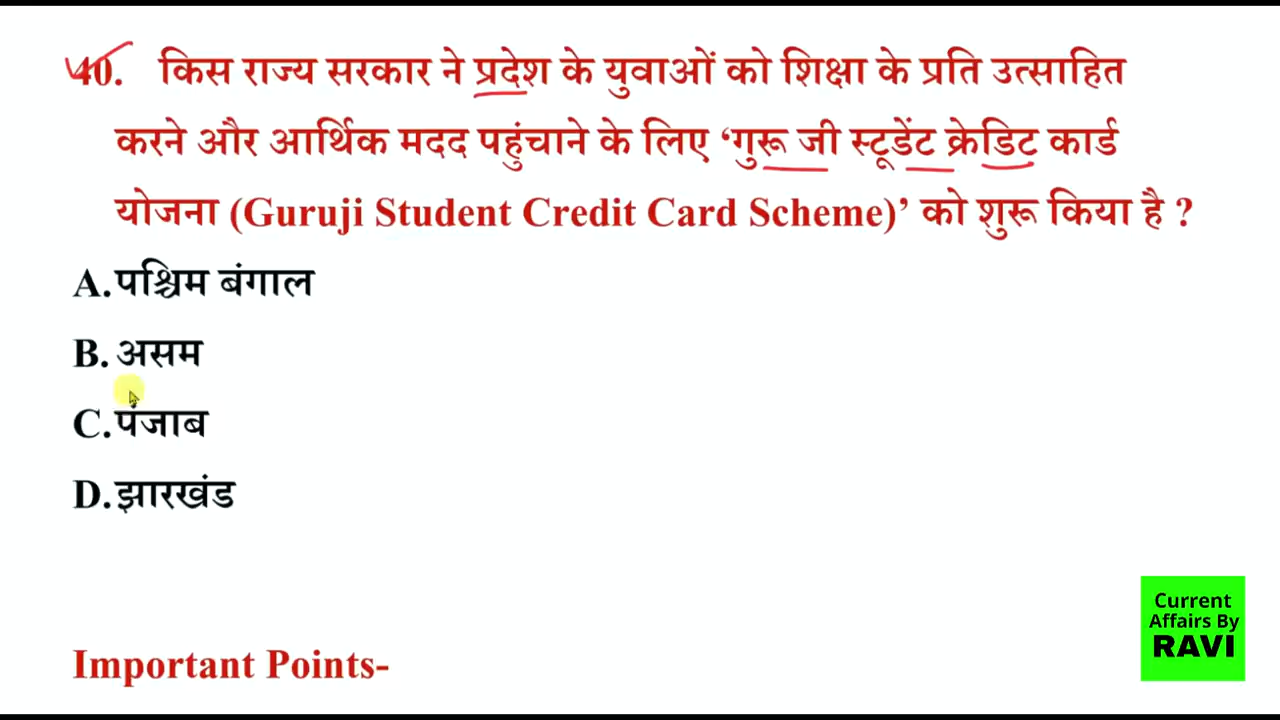 40. किस राज्य सरकार ने प्रदेश के युवाओं को शिक्षा के प्रति उत्साहित
करने और आर्थिक मदद पहुंचाने के लिए ‘गुरू जी स्टूडेंट क्रेडिट कार्ड
योजना (Guruji Student Credit Card Scheme)’ को शुरू किया है ?
A. पश्चिम बंगाल
B. असम
C. पंजाब
D. झारखंड
Important Points-
Current
Affairs By
RAVI